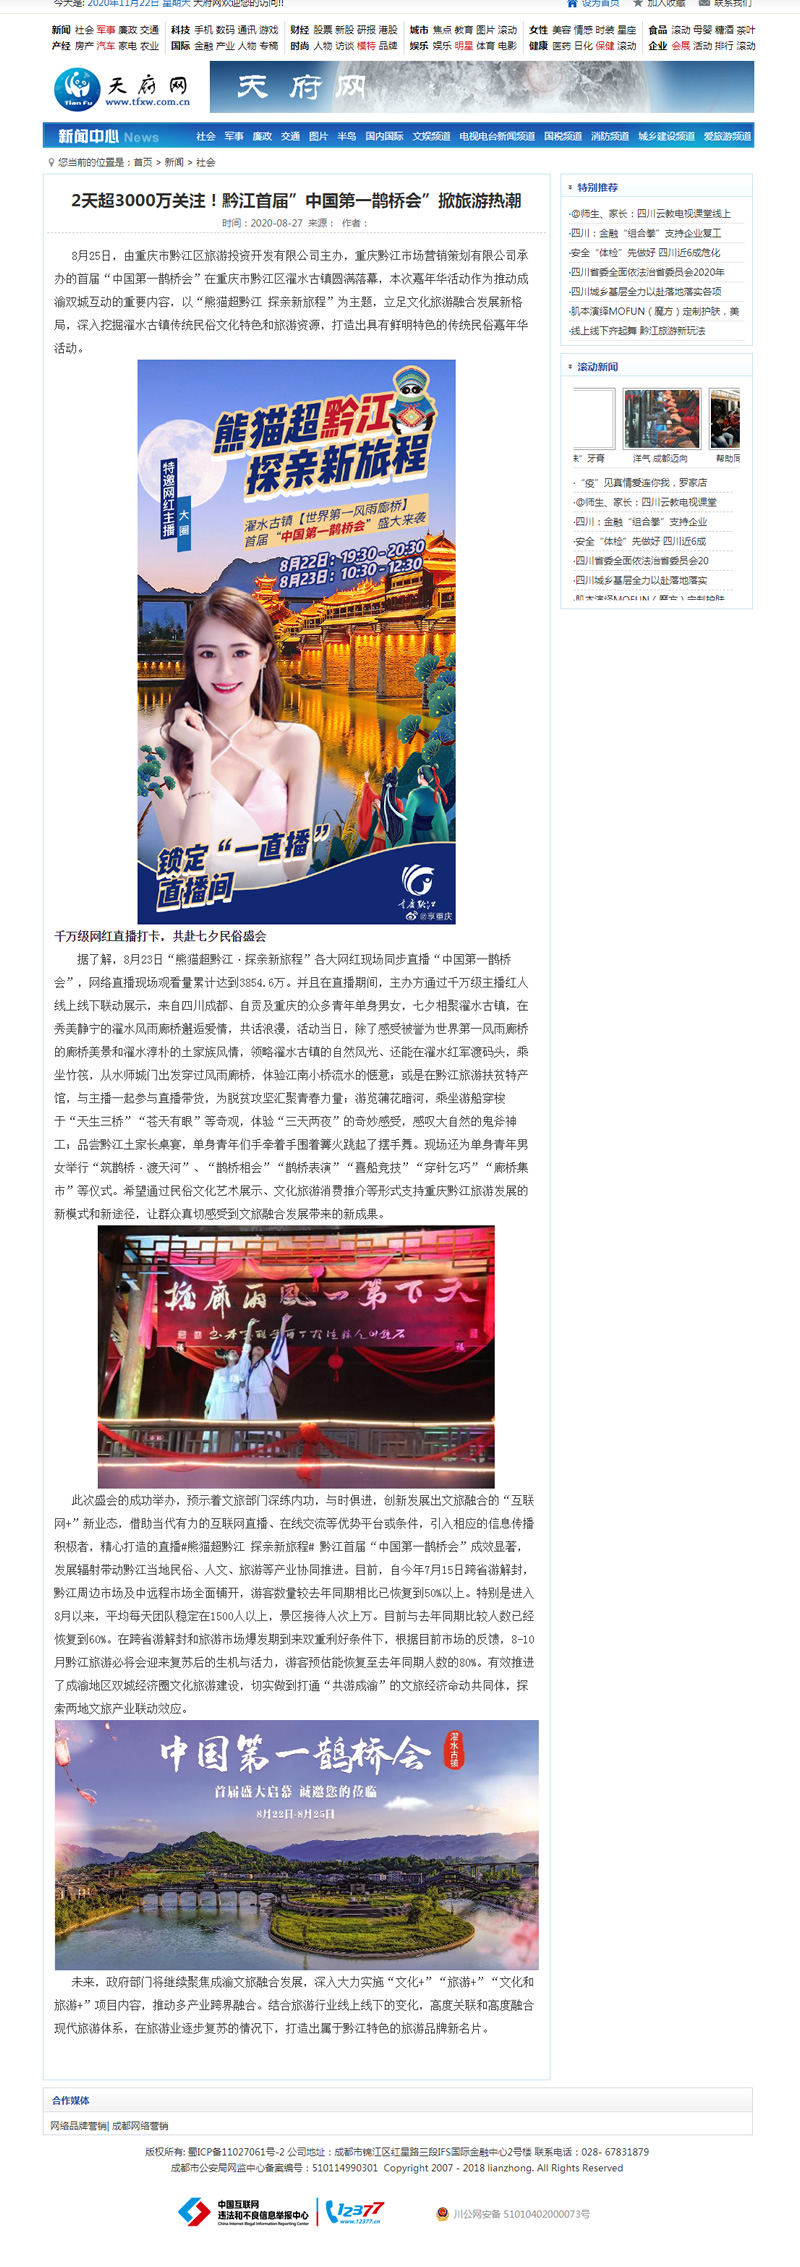 今天是: 2020年11月22日 星期天 天府网欢迎您的访问!!
设为首页 加入收藏 联系我们
新闻 社会 军事 廉政 交通 科技 手机 数码 通讯 游戏 财经 股票 新股 研报 港股 城市 焦点 教育 图片 滚动 女性 美容 情感 时装 星座 食品 滚动 母婴 糖酒 茶叶
产经 房产 汽车 家电 农业 国际 金融 产业 人物 专稿 时尚 人物 访谈 模特 品牌 娱乐 娱乐 明星 体育 电影 健康 医药 日化 保健 滚动 企业 会展 活动 排行 滚动
Tian Fu
天府网
www.tfxw.com.cn
天府网
新闻中心 News
社会 军事 廉政 交通 图片 半岛 国内国际 文娱频道 电视电台新闻频道 国税频道 消防频道 城乡建设频道 爱旅游频道
您当前的位置是：首页 > 新闻 > 社会
2天超3000万关注！黔江首届”中国第一鹊桥会”掀旅游热潮
时间：2020-08-27 来源： 作者：
8月25日，由重庆市黔江区旅游投资开发有限公司主办，重庆黔江市场营销策划有限公司承
办的首届“中国第一鹊桥会”在重庆市黔江区濯水古镇圆满落幕，本次嘉年华活动作为推动成
渝双城互动的重要内容，以“熊猫超黔江 探亲新旅程”为主题，立足文化旅游融合发展新格
局，深入挖掘濯水古镇传统民俗文化特色和旅游资源，打造出具有鲜明特色的传统民俗嘉年华
活动。
熊猫超黔江
探亲新旅程
特邀网红主播
大圈
濯水古镇【世界第一风雨廊桥】
首届“中国第一鹊桥会”盛大来袭
8月22日：19:30 - 20:30
8月23日：10:30 - 12:30
锁定“一直播”
直播间
重庆黔江
@享重庆
千万级网红直播打卡，共赴七夕民俗盛会
据了解，8月23日“熊猫超黔江·探亲新旅程”各大网红现场同步直播“中国第一鹊桥
会”，网络直播现场观看量累计达到3854.6万。并且在直播期间，主办方通过千万级主播红人
线上线下联动展示，来自四川成都、自贡及重庆的众多青年单身男女，七夕相聚濯水古镇，在
秀美静宁的濯水风雨廊桥邂逅爱情，共话浪漫，活动当日，除了感受被誉为世界第一风雨廊桥
的廊桥美景和濯水淳朴的土家族风情，领略濯水古镇的自然风光、还能在濯水红军渡码头，乘
坐竹筏，从水师城门出发穿过风雨廊桥，体验江南小桥流水的惬意；或是在黔江旅游扶贫特产
馆，与主播一起参与直播带货，为脱贫攻坚汇聚青春力量；游览蒲花暗河，乘坐游船穿梭
于“天生三桥”“苍天有眼”等奇观，体验“三天两夜”的奇妙感受，感叹大自然的鬼斧神
工；品尝黔江土家长桌宴，单身青年们手牵着手围着篝火跳起了摆手舞。现场还为单身青年男
女举行“筑鹊桥·渡天河”、“鹊桥相会”“鹊桥表演”“喜船竞技”“穿针乞巧”“廊桥集
市”等仪式。希望通过民俗文化艺术展示、文化旅游消费推介等形式支持重庆黔江旅游发展的
新模式和新途径，让群众真切感受到文旅融合发展带来的新成果。
橋廊雨風一第下天
此次盛会的成功举办，预示着文旅部门深练内功，与时俱进，创新发展出文旅融合的“互联
网+”新业态，借助当代有力的互联网直播、在线交流等优势平台或条件，引入相应的信息传播
积极者，精心打造的直播#熊猫超黔江 探亲新旅程# 黔江首届“中国第一鹊桥会”成效显著，
发展辐射带动黔江当地民俗、人文、旅游等产业协同推进。目前，自今年7月15日跨省游解封，
黔江周边市场及中远程市场全面铺开，游客数量较去年同期相比已恢复到50%以上。特别是进入
8月以来，平均每天团队稳定在1500人以上，景区接待人次上万。目前与去年同期比较人数已经
恢复到60%。在跨省游解封和旅游市场爆发期到来双重利好条件下，根据目前市场的反馈，8-10
月黔江旅游必将会迎来复苏后的生机与活力，游客预估能恢复至去年同期人数的80%。有效推进
了成渝地区双城经济圈文化旅游建设，切实做到打通“共游成渝”的文旅经济命动共同体，探
索两地文旅产业联动效应。
中国第一鹊桥会
濯水古镇
首届盛大启幕 诚邀您的莅临
8月22日-8月25日
未来，政府部门将继续聚焦成渝文旅融合发展，深入大力实施“文化+”“旅游+”“文化和
旅游+”项目内容，推动多产业跨界融合。结合旅游行业线上线下的变化，高度关联和高度融合
现代旅游体系，在旅游业逐步复苏的情况下，打造出属于黔江特色的旅游品牌新名片。
特别推荐
·@师生、家长：四川云教电视课堂线上
·四川：金融“组合拳”支持企业复工
·安全“体检”先做好 四川近6成危化
·四川省委全面依法治省委员会2020年
·四川城乡基层全力以赴落地落实各项
·肌本演绎MOFUN（魔方）定制护肤，美
·线上线下齐起舞 黔江旅游新玩法
滚动新闻
味”牙膏 洋气 成都迈向 帮助同
·“疫”见真情爱连你我，罗家店
·@师生、家长：四川云教电视课堂
·四川：金融“组合拳”支持企业
·安全“体检”先做好 四川近6成
·四川省委全面依法治省委员会20
·四川城乡基层全力以赴落地落实
·肌本演绎MOFUN（魔方）定制护肤
合作媒体
网络品牌营销| 成都网络营销
版权所有: 蜀ICP备11027061号-2 公司地址：成都市锦江区红星路三段IFS国际金融中心2号楼 联系电话：028- 67831879
成都市公安局网监中心备案编号：510114990301 Copyright 2007 - 2018 lianzhong. All Rights Reserved
中国互联网
违法和不良信息举报中心
China Internet Illegal Information Reporting Center
12377
www.12377.cn
川公网安备 51010402000073号